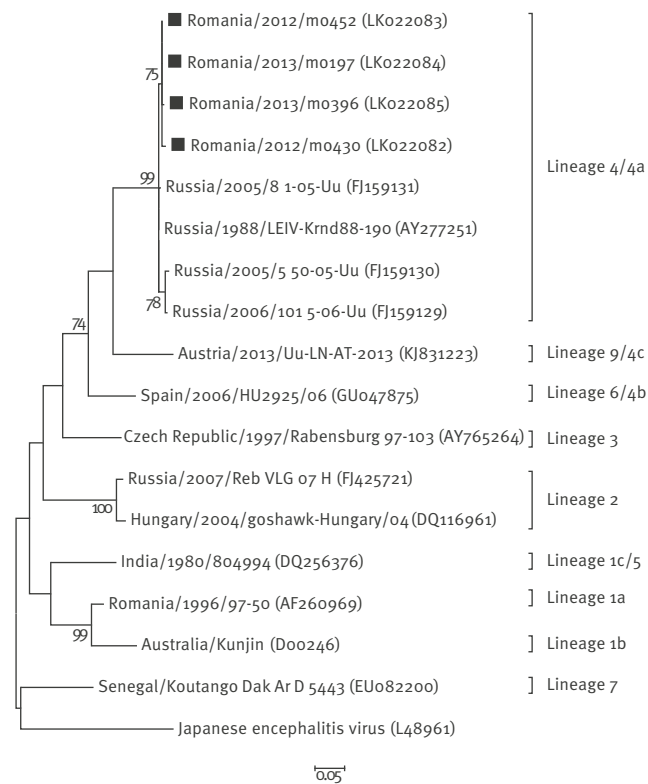 Romania/2012/mo452 (LK022083)
75
Romania/2013/mo197 (LK022084)
Romania/2013/mo396 (LK022085)
Romania/2012/mo430 (LK022082)
Lineage 4/4a
99
Russia/2005/8 1-05-Uu (FJ159131)
Russia/1988/LEIV-Krnd88-190 (AY277251)
Russia/2005/5 50-05-Uu (FJ159130)
78
Russia/2006/101 5-06-Uu (FJ159129)
74
Austria/2013/Uu-LN-AT-2013 (KJ831223) ] Lineage 9/4c
Spain/2006/HU2925/06 (GU047875) ] Lineage 6/4b
Czech Republic/1997/Rabensburg 97-103 (AY765264) ] Lineage 3
Russia/2007/Reb VLG 07 H (FJ425721)
Lineage 2
100
Hungary/2004/goshawk-Hungary/04 (DQ116961)
India/1980/804994 (DQ256376) ] Lineage 1c/5
Romania/1996/97-50 (AF260969) ] Lineage 1a
99
Australia/Kunjin (D00246) ] Lineage 1b
Senegal/Koutango Dak Ar D 5443 (EU082200) ] Lineage 7
Japanese encephalitis virus (L48961)
0.05